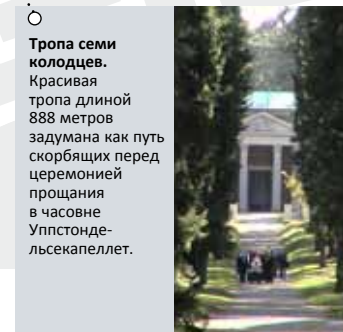 Тропа семи
колодцев.
Красивая
тропа длиной
888 метров
задумана как путь
скорбящих перед
церемонией
прощания
в часовне
Уппстонде-
льсекапеллет.